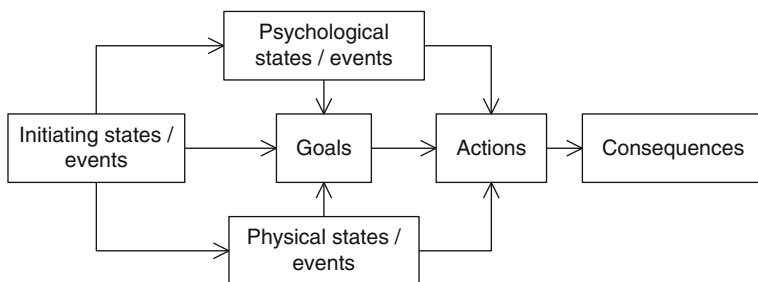 Psychological
states / events
Initiating states /
events
Goals
Actions
Consequences
Physical states /
events